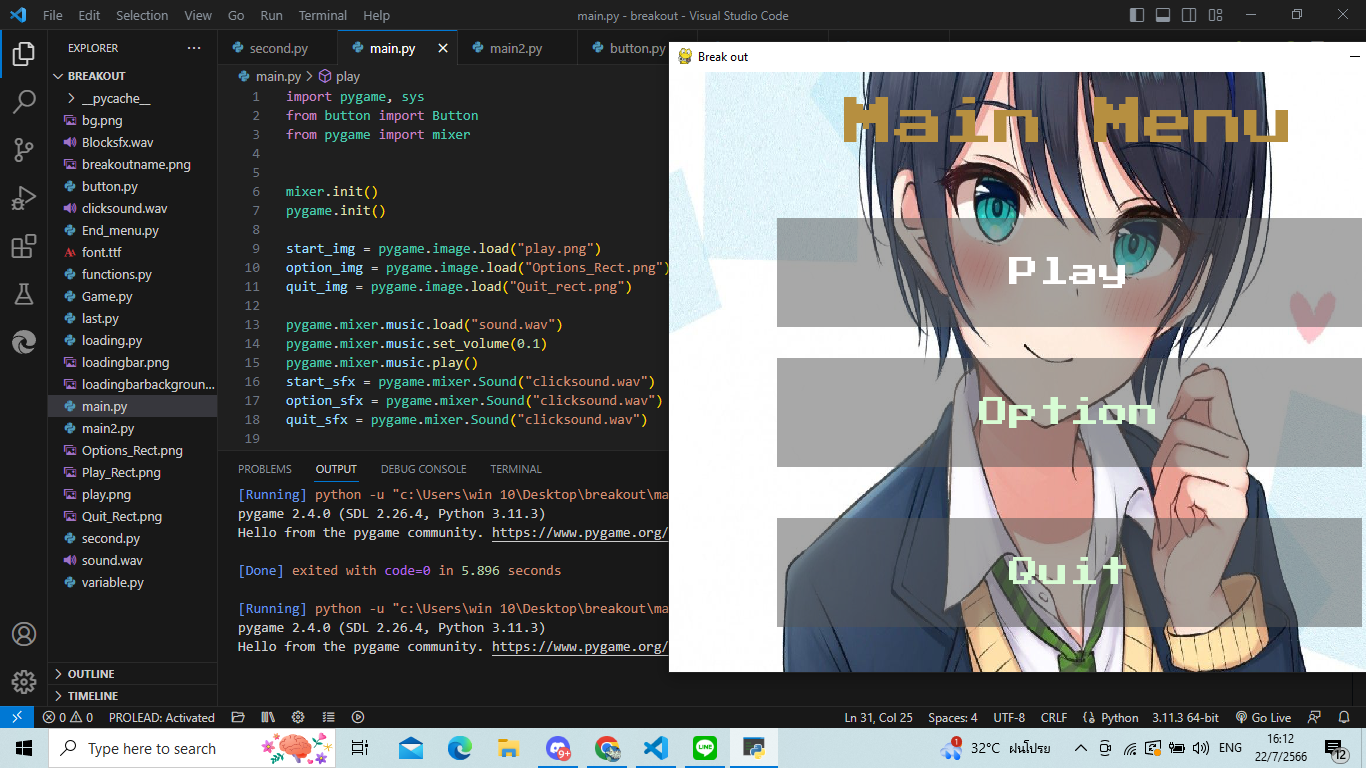 File Edit Selection View Go Run Terminal Help
main.py - breakout - Visual Studio Code
EXPLORER
BREAKOUT
__pycache__
bg.png
Blocksfx.wav
breakoutname.png
button.py
clicksound.wav
End_menu.py
font.ttf
functions.py
Game.py
last.py
loading.py
loadingbar.png
loadingbarbackgroun...
main.py
main2.py
Options_Rect.png
Play_Rect.png
play.png
Quit_Rect.png
second.py
sound.wav
variable.py
OUTLINE
TIMELINE
second.py main.py main2.py button.py
main.py > play
1 import pygame, sys
2 from button import Button
3 from pygame import mixer
4
5
6 mixer.init()
7 pygame.init()
8
9 start_img = pygame.image.load("play.png")
10 option_img = pygame.image.load("Options_Rect.png")
11 quit_img = pygame.image.load("Quit_rect.png")
12
13 pygame.mixer.music.load("sound.wav")
14 pygame.mixer.music.set_volume(0.1)
15 pygame.mixer.music.play()
16 start_sfx = pygame.mixer.Sound("clicksound.wav")
17 option_sfx = pygame.mixer.Sound("clicksound.wav")
18 quit_sfx = pygame.mixer.Sound("clicksound.wav")
19
PROBLEMS OUTPUT DEBUG CONSOLE TERMINAL
[Running] python -u "c:\Users\win 10\Desktop\breakout\ma
pygame 2.4.0 (SDL 2.26.4, Python 3.11.3)
Hello from the pygame community. https://www.pygame.org/
[Done] exited with code=0 in 5.896 seconds
[Running] python -u "c:\Users\win 10\Desktop\breakout\ma
pygame 2.4.0 (SDL 2.26.4, Python 3.11.3)
Hello from the pygame community. https://www.pygame.org/
Break out
Main Menu
Play
Option
Quit
0 0 PROLEAD: Activated
Ln 31, Col 25 Spaces: 4 UTF-8 CRLF Python 3.11.3 64-bit Go Live
Type here to search
9+
1
32°C ฝนโปรย
ENG
16:12
22/7/2566
12